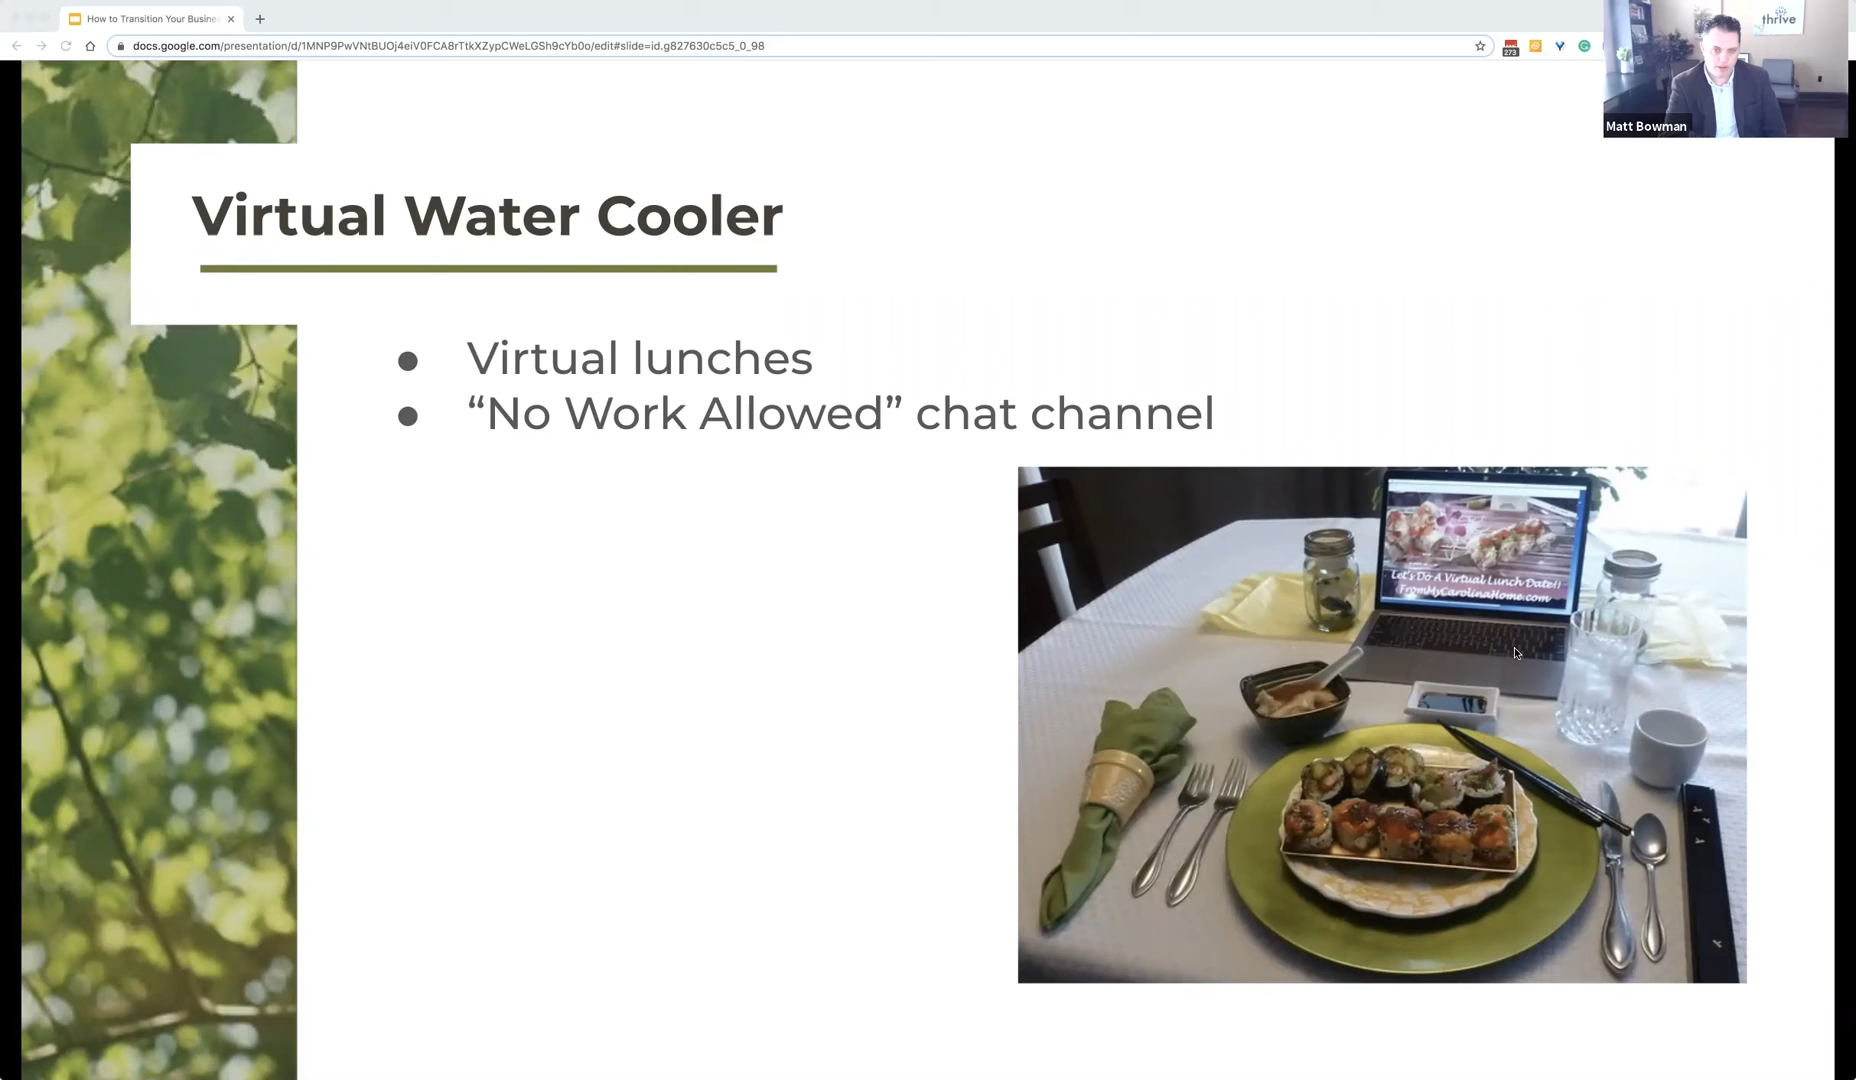 How to Transition Your Busine
docs.google.com/presentation/d/1MNP9PwVNtBUOj4eiV0FCA8rTtkXZypCWeLGSh9cYb0o/edit#slide=id.g827630c5c5_0_98
273
thrive
Matt Bowman
Virtual Water Cooler
● Virtual lunches
● “No Work Allowed” chat channel
Let's Do A Virtual Lunch Date!!
FromMyCarolinaHome.com